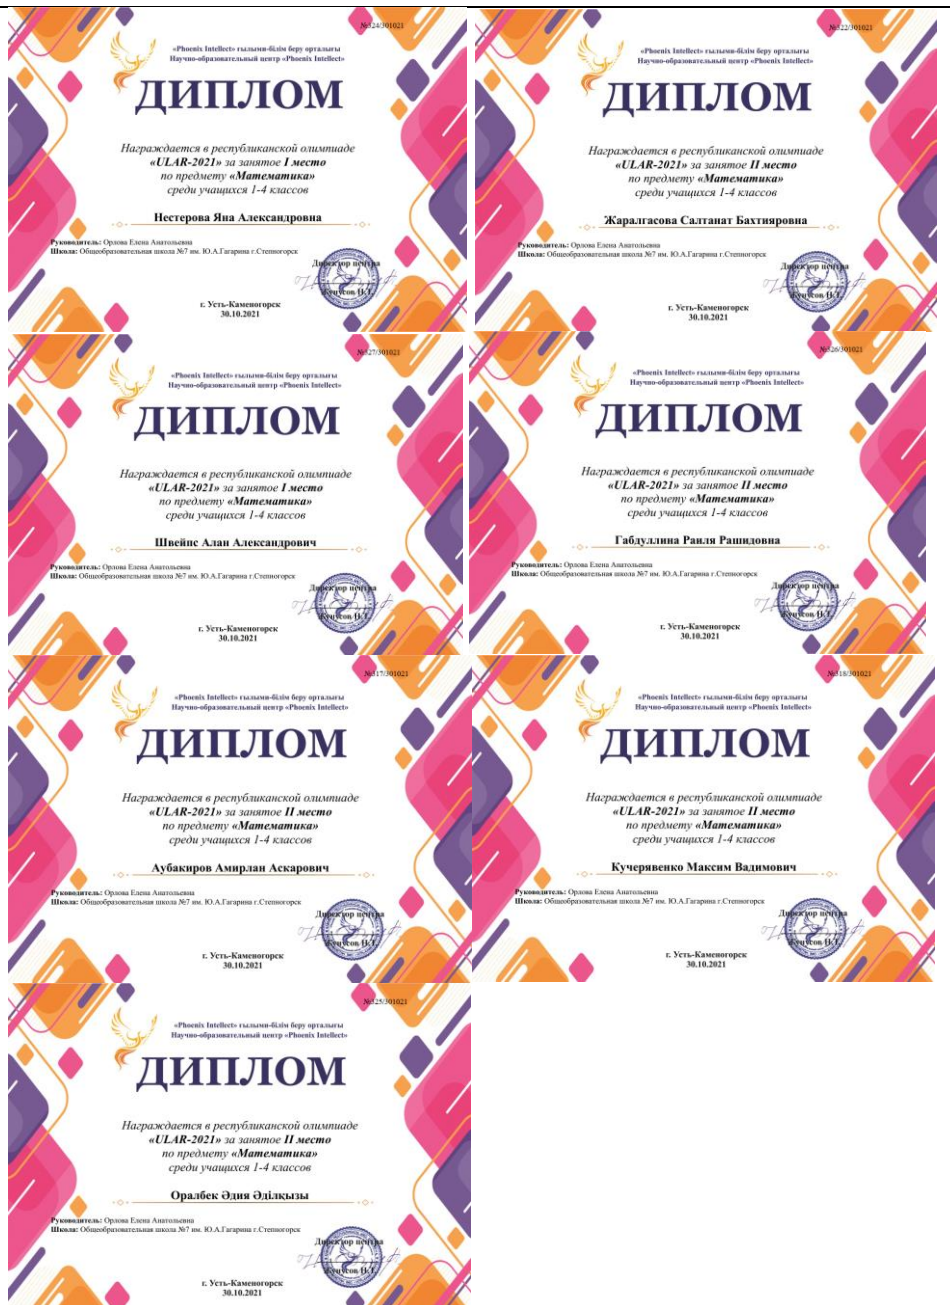 №324/301021
«Phoenix Intellect» ғылыми-білім беру орталығы
Научно-образовательный центр «Phoenix Intellect»
ДИПЛОМ
Награждается в республиканской олимпиаде
«ULAR-2021» за занятое I место
по предмету «Математика»
среди учащихся 1-4 классов
Нестерова Яна Александровна
Руководитель: Орлова Елена Анатольевна
Школа: Общеобразовательная школа №7 им. Ю.А.Гагарина г.Степногорск
Директор центра
Жунусов Н.Т.
г. Усть-Каменогорск
30.10.2021
№322/301021
«Phoenix Intellect» ғылыми-білім беру орталығы
Научно-образовательный центр «Phoenix Intellect»
ДИПЛОМ
Награждается в республиканской олимпиаде
«ULAR-2021» за занятое II место
по предмету «Математика»
среди учащихся 1-4 классов
Жаралгасова Салтанат Бахтияровна
Руководитель: Орлова Елена Анатольевна
Школа: Общеобразовательная школа №7 им. Ю.А.Гагарина г.Степногорск
Директор центра
Жунусов Н.Т.
г. Усть-Каменогорск
30.10.2021
№327/301021
«Phoenix Intellect» ғылыми-білім беру орталығы
Научно-образовательный центр «Phoenix Intellect»
ДИПЛОМ
Награждается в республиканской олимпиаде
«ULAR-2021» за занятое I место
по предмету «Математика»
среди учащихся 1-4 классов
Швейпс Алан Александрович
Руководитель: Орлова Елена Анатольевна
Школа: Общеобразовательная школа №7 им. Ю.А.Гагарина г.Степногорск
Директор центра
Жунусов Н.Т.
г. Усть-Каменогорск
30.10.2021
№326/301021
«Phoenix Intellect» ғылыми-білім беру орталығы
Научно-образовательный центр «Phoenix Intellect»
ДИПЛОМ
Награждается в республиканской олимпиаде
«ULAR-2021» за занятое II место
по предмету «Математика»
среди учащихся 1-4 классов
Габдуллина Раиля Рашидовна
Руководитель: Орлова Елена Анатольевна
Школа: Общеобразовательная школа №7 им. Ю.А.Гагарина г.Степногорск
Директор центра
Жунусов Н.Т.
г. Усть-Каменогорск
30.10.2021
№317/301021
«Phoenix Intellect» ғылыми-білім беру орталығы
Научно-образовательный центр «Phoenix Intellect»
ДИПЛОМ
Награждается в республиканской олимпиаде
«ULAR-2021» за занятое II место
по предмету «Математика»
среди учащихся 1-4 классов
Аубакиров Амирлан Аскарович
Руководитель: Орлова Елена Анатольевна
Школа: Общеобразовательная школа №7 им. Ю.А.Гагарина г.Степногорск
Директор центра
Жунусов Н.Т.
г. Усть-Каменогорск
30.10.2021
№318/301021
«Phoenix Intellect» ғылыми-білім беру орталығы
Научно-образовательный центр «Phoenix Intellect»
ДИПЛОМ
Награждается в республиканской олимпиаде
«ULAR-2021» за занятое II место
по предмету «Математика»
среди учащихся 1-4 классов
Кучерявенко Максим Вадимович
Руководитель: Орлова Елена Анатольевна
Школа: Общеобразовательная школа №7 им. Ю.А.Гагарина г.Степногорск
Директор центра
Жунусов Н.Т.
г. Усть-Каменогорск
30.10.2021
№325/301021
«Phoenix Intellect» ғылыми-білім беру орталығы
Научно-образовательный центр «Phoenix Intellect»
ДИПЛОМ
Награждается в республиканской олимпиаде
«ULAR-2021» за занятое II место
по предмету «Математика»
среди учащихся 1-4 классов
Оралбек Әдия Әділқызы
Руководитель: Орлова Елена Анатольевна
Школа: Общеобразовательная школа №7 им. Ю.А.Гагарина г.Степногорск
Директор центра
Жунусов Н.Т.
г. Усть-Каменогорск
30.10.2021